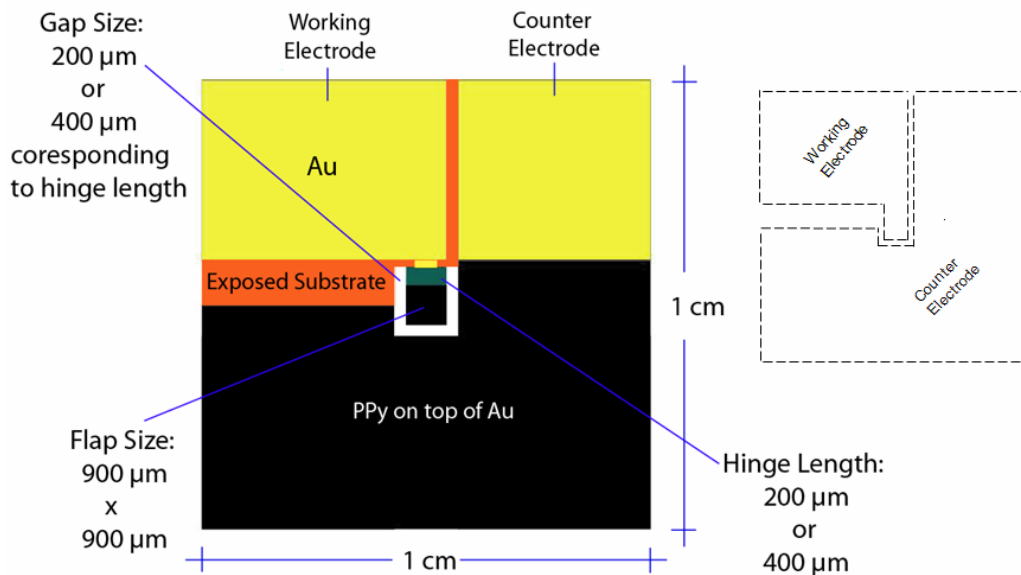 Gap Size:
200 µm
or
400 µm
coresponding
to hinge length
Working
Electrode
Counter
Electrode
Au
Exposed Substrate
PPy on top of Au
Flap Size:
900 µm
x
900 µm
1 cm
1 cm
Hinge Length:
200 µm
or
400 µm
Working
Electrode
Counter
Electrode